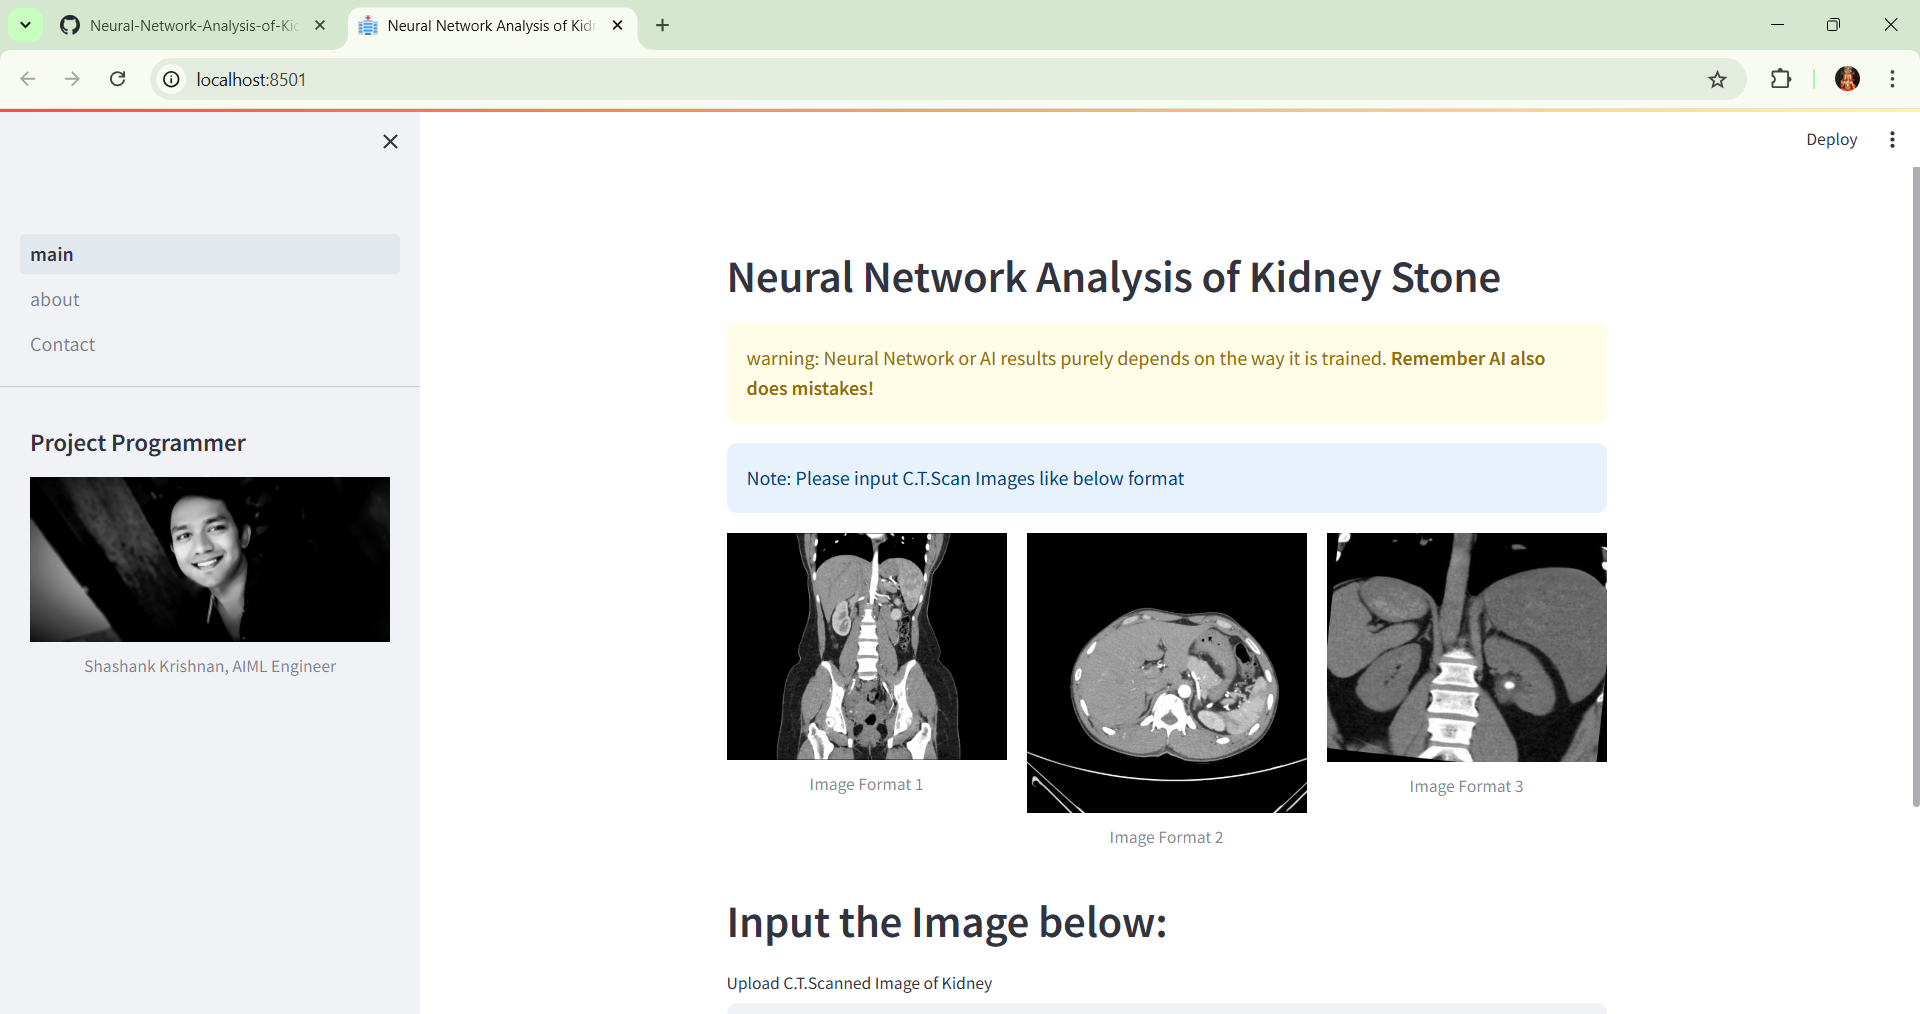 Neural-Network-Analysis-of-Ki
Neural Network Analysis of Kid
localhost:8501
Deploy
main
about
Contact
Project Programmer
Shashank Krishnan, AIML Engineer
Neural Network Analysis of Kidney Stone
warning: Neural Network or AI results purely depends on the way it is trained. Remember AI also
does mistakes!
Note: Please input C.T.Scan Images like below format
Image Format 1
Image Format 2
Image Format 3
Input the Image below:
Upload C.T.Scanned Image of Kidney